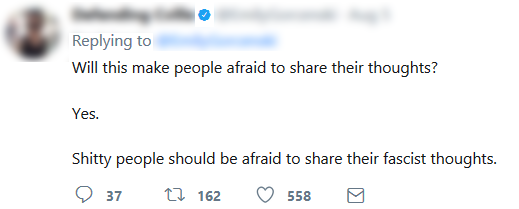 Replying to
Will this make people afraid to share their thoughts?
Yes.
Shitty people should be afraid to share their fascist thoughts.
37 162 558